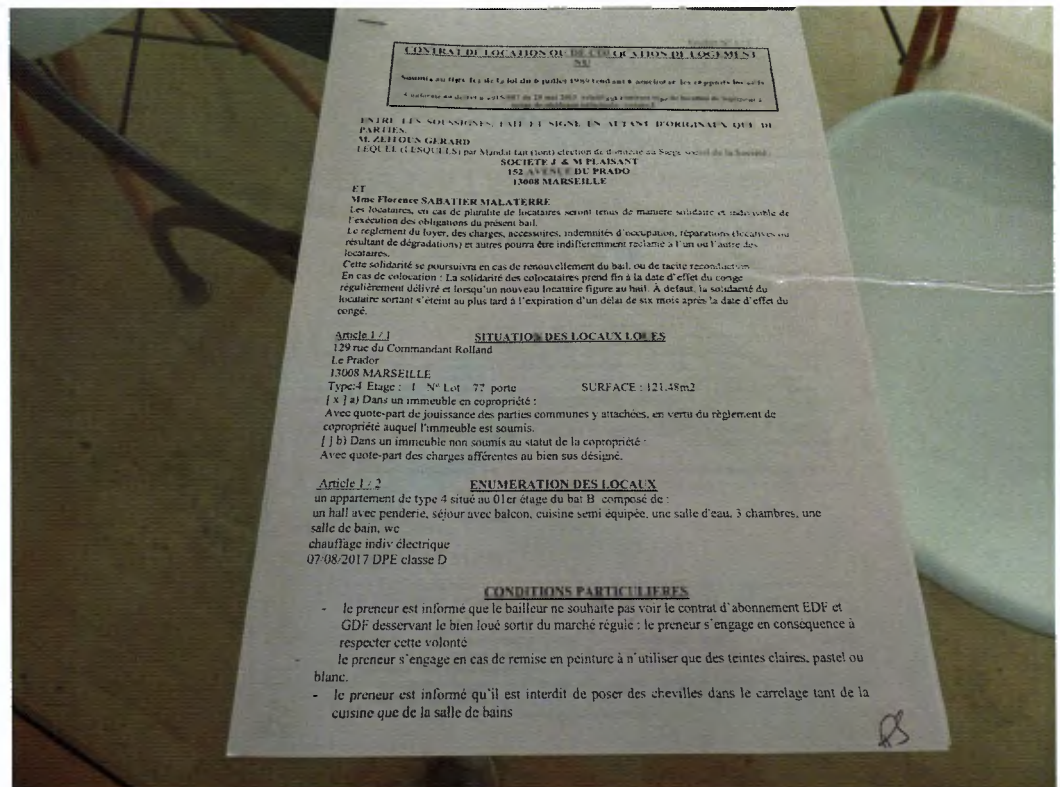 CONTRAT DE LOCATION OU DE COLOCATION DE LOGEMENT
NU
Soumis au titre Ier de la loi du 6 juillet 1989 tendant à améliorer les rapports locatifs
ENTRE LES SOUSSIGNES, FAIT ET SIGNE EN AUTANT D'ORIGINAUX QUE DE
PARTIES.
M. ZEITOUN GERARD
LEQUEL (LESQUELS) par Mandat fait (font) élection de domicile au Siège social de la Société
SOCIETE J & M PLAISANT
152 AVENUE DU PRADO
13008 MARSEILLE
ET
Mme Florence SABATIER MALATERRE
Les locataires, en cas de pluralité de locataires seront tenus de manière solidaire et indivisible de
l'exécution des obligations du présent bail.
Le règlement du loyer, des charges, accessoires, indemnités d'occupation, réparations (locatives ou
résultant de dégradations) et autres pourra être indifféremment réclamé à l'un ou l'autre des
locataires.
Cette solidarité se poursuivra en cas de renouvellement du bail, ou de tacite reconduction
En cas de colocation : La solidarité des colocataires prend fin à la date d'effet du congé
régulièrement délivré et lorsqu'un nouveau locataire figure au bail. A défaut, la solidarité du
locataire sortant s'éteint au plus tard à l'expiration d'un délai de six mois après la date d'effet du
congé.
Article 1 / 1 SITUATION DES LOCAUX LOUES
129 rue du Commandant Rolland
Le Prador
13008 MARSEILLE
Type:4 Etage : 1 N° Lot 77 porte SURFACE : 121.48m2
[ x ] a) Dans un immeuble en copropriété :
Avec quote-part de jouissance des parties communes y attachées, en vertu du règlement de
copropriété auquel l'immeuble est soumis.
[ ] b) Dans un immeuble non soumis au statut de la copropriété :
Avec quote-part des charges afférentes au bien sus désigné.
Article 1 / 2 ENUMERATION DES LOCAUX
un appartement de type 4 situé au 01er étage du bat B composé de :
un hall avec penderie, séjour avec balcon, cuisine semi équipée, une salle d'eau, 3 chambres, une
salle de bain, wc
chauffage indiv électrique
07/08/2017 DPE classe D
CONDITIONS PARTICULIERES
- le preneur est informé que le bailleur ne souhaite pas voir le contrat d'abonnement EDF et
GDF desservant le bien loué sortir du marché régulé : le preneur s'engage en conséquence à
respecter cette volonté
- le preneur s'engage en cas de remise en peinture à n'utiliser que des teintes claires, pastel ou
blanc.
- le preneur est informé qu'il est interdit de poser des chevilles dans le carrelage tant de la
cuisine que de la salle de bains